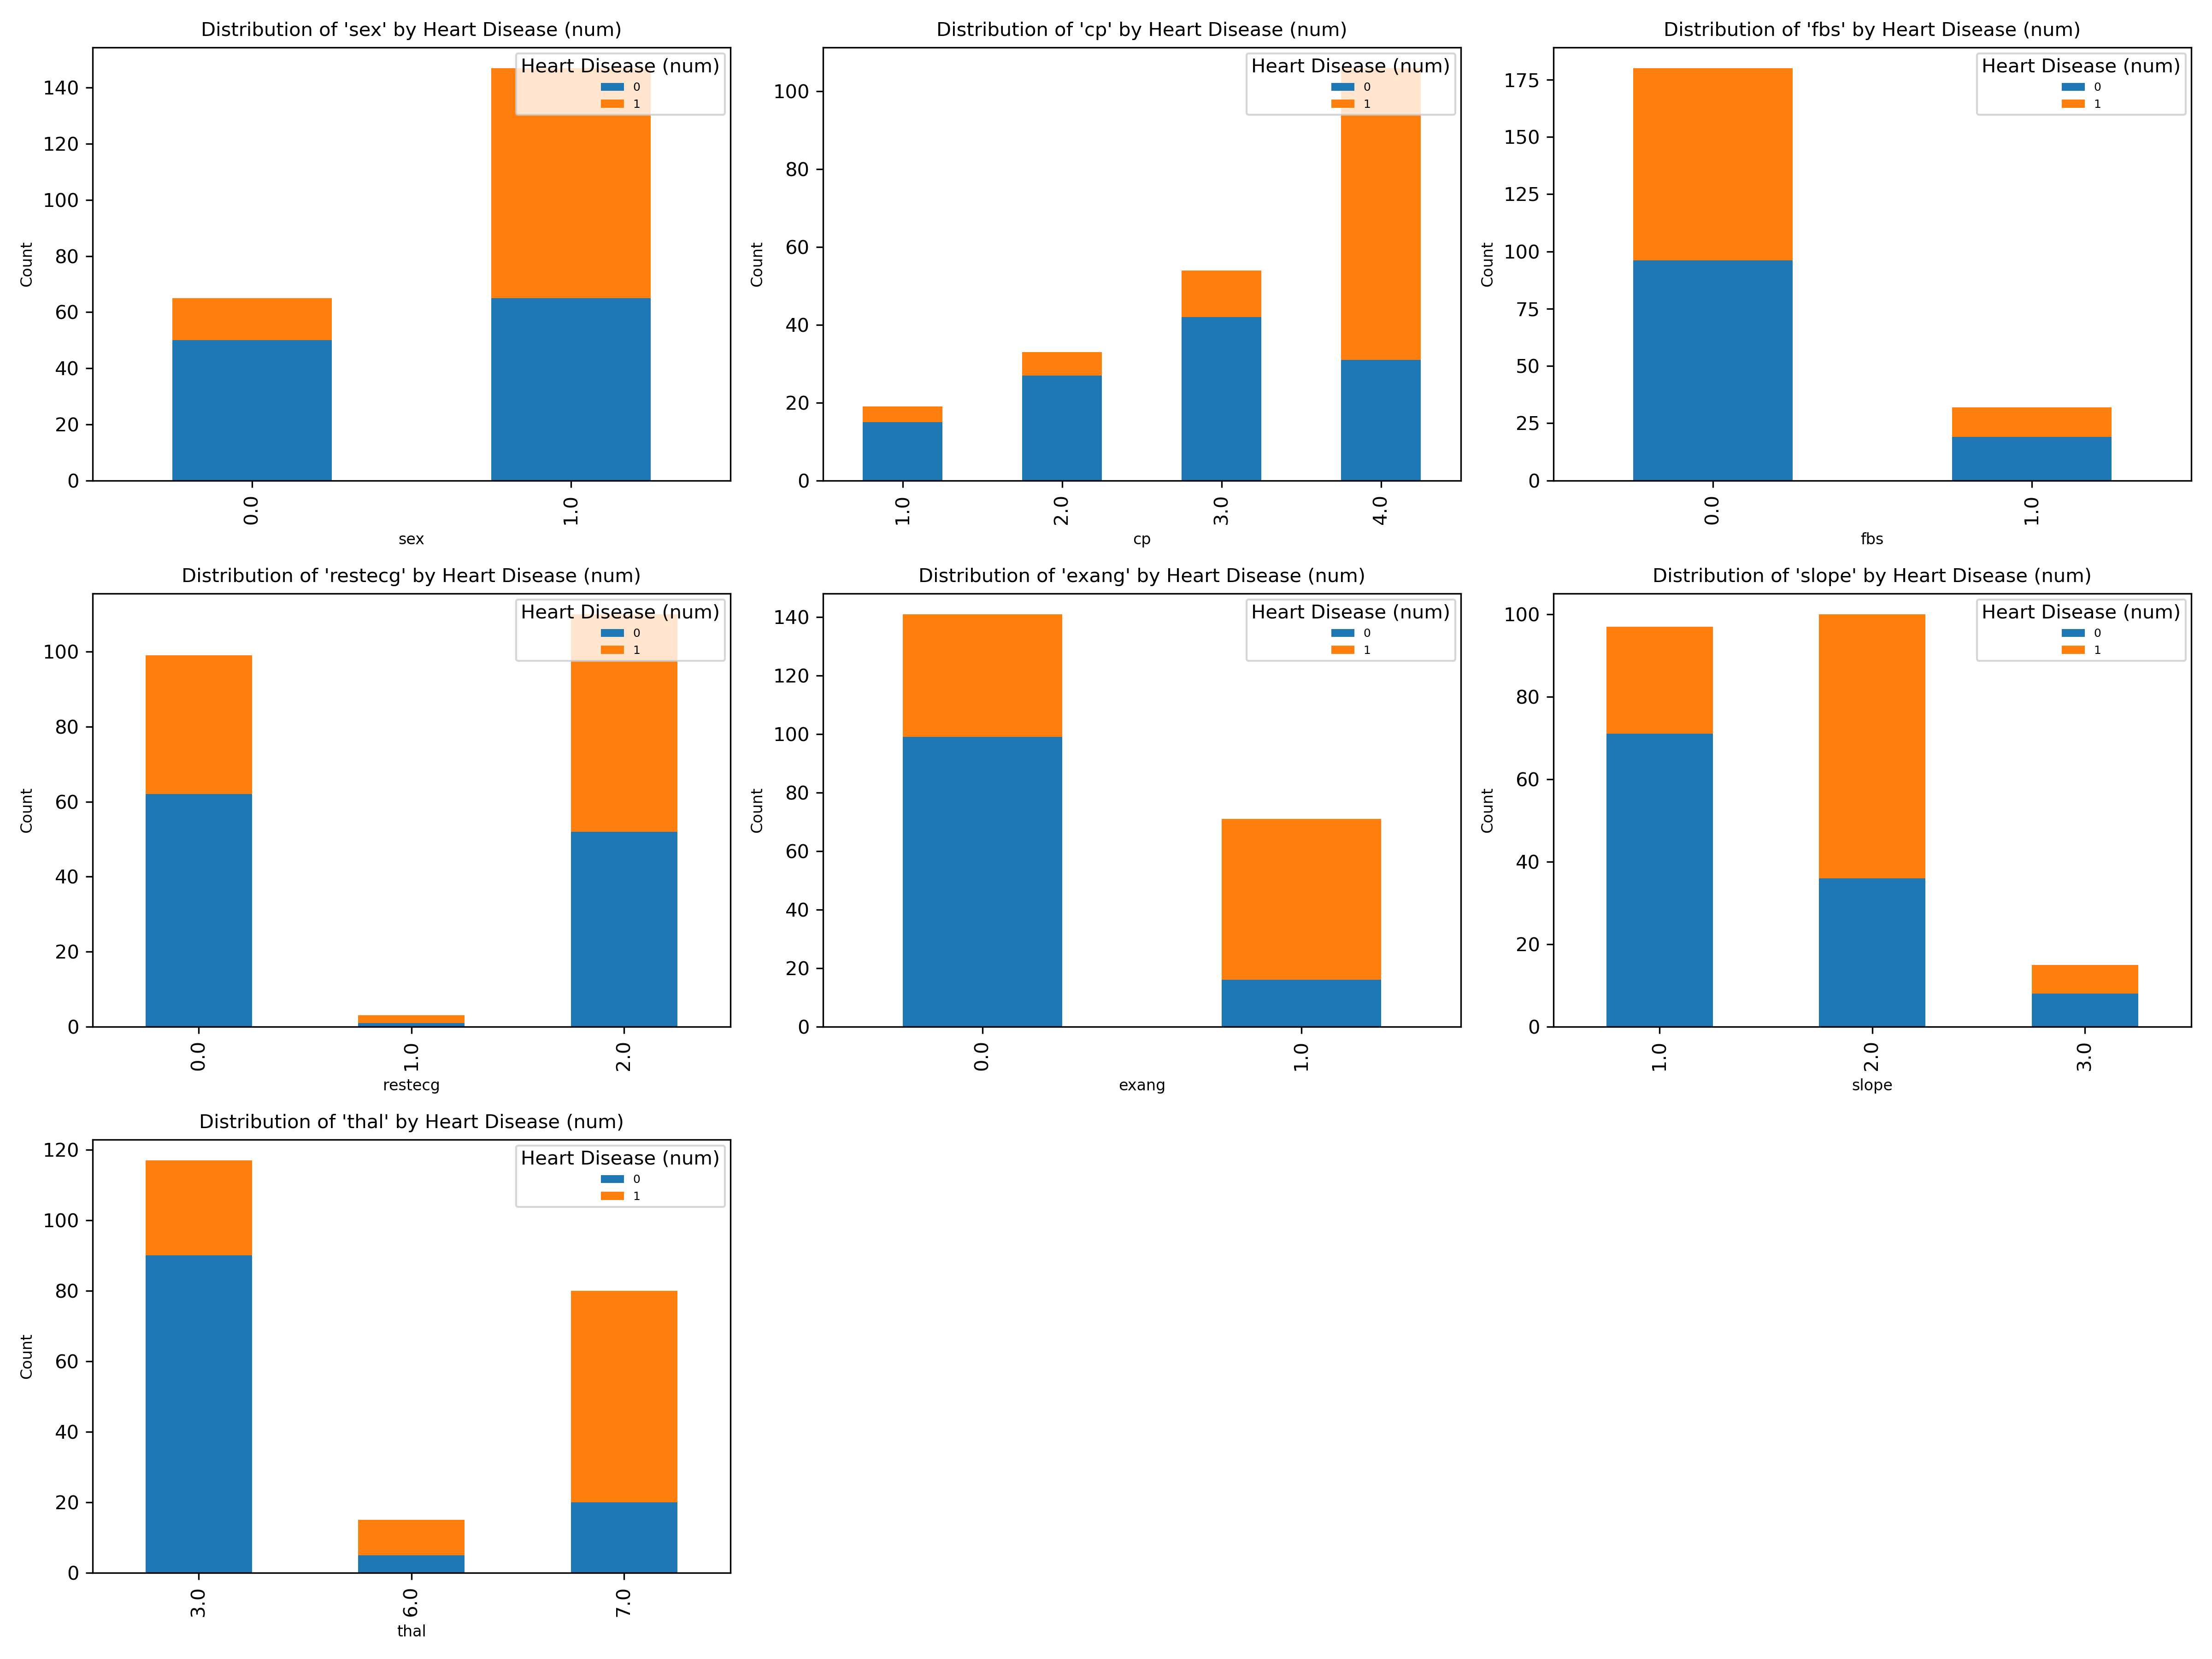 Distribution of 'sex' by Heart Disease (num)
Heart Disease (num)
0
1
140
120
100
80
60
40
20
0
Count
0.0
1.0
sex
Distribution of 'cp' by Heart Disease (num)
Heart Disease (num)
0
1
100
80
60
40
20
0
Count
1.0
2.0
3.0
4.0
cp
Distribution of 'fbs' by Heart Disease (num)
Heart Disease (num)
0
1
175
150
125
100
75
50
25
0
Count
0.0
1.0
fbs
Distribution of 'restecg' by Heart Disease (num)
Heart Disease (num)
0
1
100
80
60
40
20
0
Count
0.0
1.0
2.0
restecg
Distribution of 'exang' by Heart Disease (num)
Heart Disease (num)
0
1
140
120
100
80
60
40
20
0
Count
0.0
1.0
exang
Distribution of 'slope' by Heart Disease (num)
Heart Disease (num)
0
1
100
80
60
40
20
0
Count
1.0
2.0
3.0
slope
Distribution of 'thal' by Heart Disease (num)
Heart Disease (num)
0
1
120
100
80
60
40
20
0
Count
3.0
6.0
7.0
thal